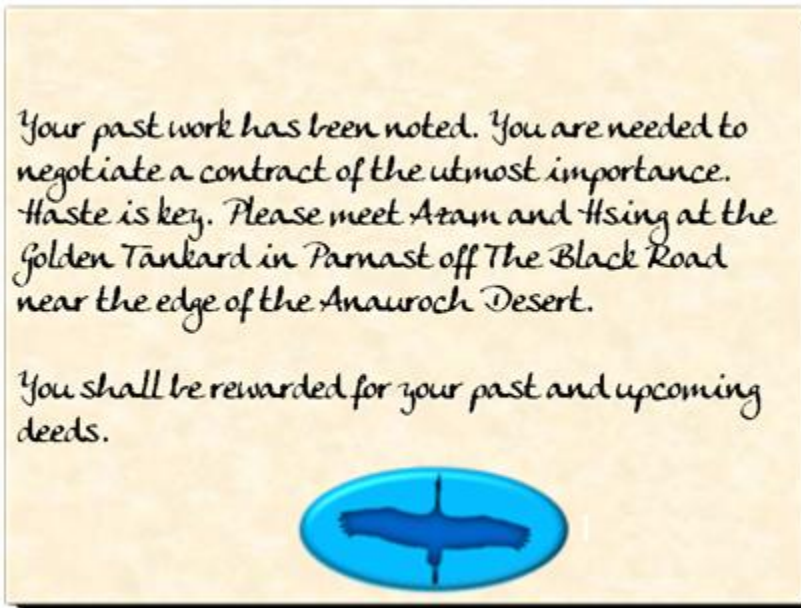 Your past work has been noted. You are needed to
negotiate a contract of the utmost importance.
Haste is key. Please meet Azam and Hsing at the
Golden Tankard in Parnast off The Black Road
near the edge of the Anauroch Desert.
You shall be rewarded for your past and upcoming
deeds.